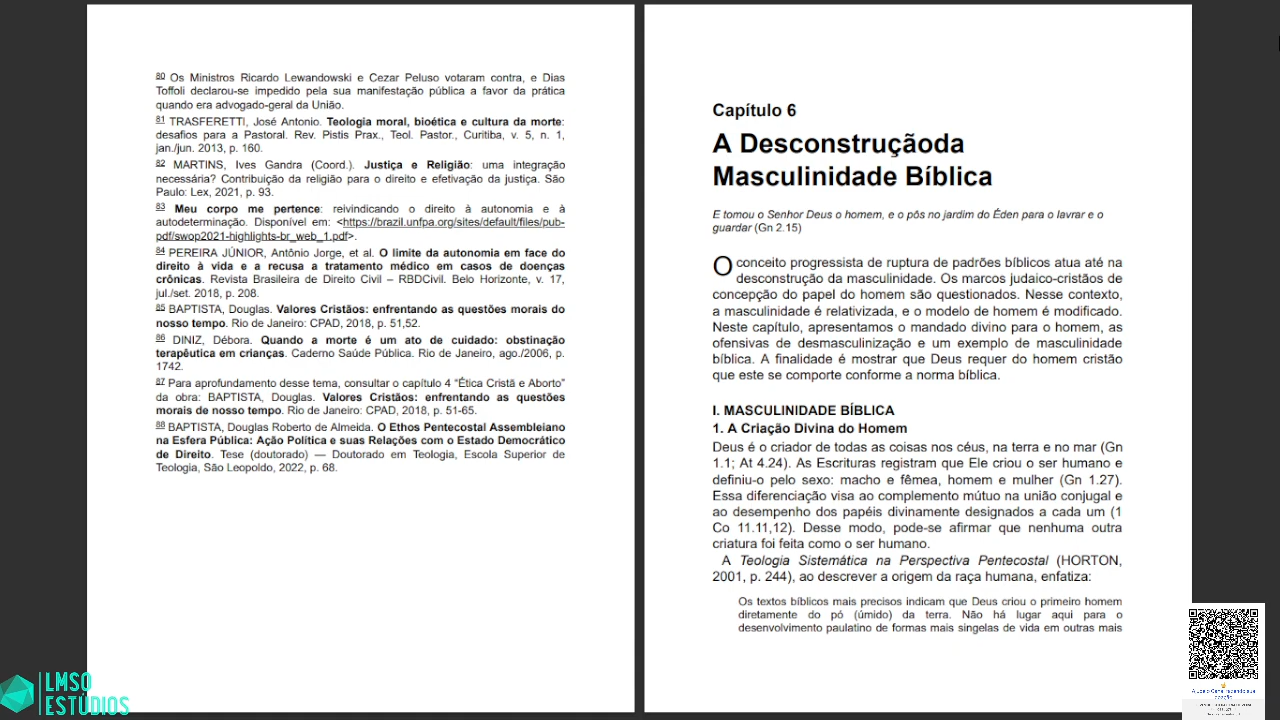 80 Os Ministros Ricardo Lewandowski e Cezar Peluso votaram contra, e Dias
Toffoli declarou-se impedido pela sua manifestação pública a favor da prática
quando era advogado-geral da União.
81 TRASFERETTI, José Antonio. Teologia moral, bioética e cultura da morte:
desafios para a Pastoral. Rev. Pistis Prax., Teol. Pastor., Curitiba, v. 5, n. 1,
jan./jun. 2013, p. 160.
82 MARTINS, Ives Gandra (Coord.). Justiça e Religião: uma integração
necessária? Contribuição da religião para o direito e efetivação da justiça. São
Paulo: Lex, 2021, p. 93.
83 Meu corpo me pertence: reivindicando o direito à autonomia e à
autodeterminação. Disponível em: <https://brazil.unfpa.org/sites/default/files/pub-
pdf/swop2021-highlights-br_web_1.pdf>.
84 PEREIRA JÚNIOR, Antônio Jorge, et al. O limite da autonomia em face do
direito à vida e a recusa a tratamento médico em casos de doenças
crônicas. Revista Brasileira de Direito Civil – RBDCivil. Belo Horizonte, v. 17,
jul./set. 2018, p. 208.
85 BAPTISTA, Douglas. Valores Cristãos: enfrentando as questões morais do
nosso tempo. Rio de Janeiro: CPAD, 2018, p. 51,52.
86 DINIZ, Débora. Quando a morte é um ato de cuidado: obstinação
terapêutica em crianças. Caderno Saúde Pública. Rio de Janeiro, ago./2006, p.
1742.
87 Para aprofundamento desse tema, consultar o capítulo 4 "Ética Cristã e Aborto"
da obra: BAPTISTA, Douglas. Valores Cristãos: enfrentando as questões
morais de nosso tempo. Rio de Janeiro: CPAD, 2018, p. 51-65.
88 BAPTISTA, Douglas Roberto de Almeida. O Ethos Pentecostal Assembleiano
na Esfera Pública: Ação Política e suas Relações com o Estado Democrático
de Direito. Tese (doutorado) — Doutorado em Teologia, Escola Superior de
Teologia, São Leopoldo, 2022, p. 68.
Capítulo 6
A Desconstruçãoda
Masculinidade Bíblica
E tomou o Senhor Deus o homem, e o pôs no jardim do Éden para o lavrar e o
guardar (Gn 2.15)
O conceito progressista de ruptura de padrões bíblicos atua até na
desconstrução da masculinidade. Os marcos judaico-cristãos de
concepção do papel do homem são questionados. Nesse contexto,
a masculinidade é relativizada, e o modelo de homem é modificado.
Neste capítulo, apresentamos o mandado divino para o homem, as
ofensivas de desmasculinização e um exemplo de masculinidade
bíblica. A finalidade é mostrar que Deus requer do homem cristão
que este se comporte conforme a norma bíblica.
I. MASCULINIDADE BÍBLICA
1. A Criação Divina do Homem
Deus é o criador de todas as coisas nos céus, na terra e no mar (Gn
1.1; At 4.24). As Escrituras registram que Ele criou o ser humano e
definiu-o pelo sexo: macho e fêmea, homem e mulher (Gn 1.27).
Essa diferenciação visa ao complemento mútuo na união conjugal e
ao desempenho dos papéis divinamente designados a cada um (1
Co 11.11,12). Desse modo, pode-se afirmar que nenhuma outra
criatura foi feita como o ser humano.
A Teologia Sistemática na Perspectiva Pentecostal (HORTON,
2001, p. 244), ao descrever a origem da raça humana, enfatiza:
Os textos bíblicos mais precisos indicam que Deus criou o primeiro homem
diretamente do pó (úmido) da terra. Não há lugar aqui para o
desenvolvimento paulatino de formas mais singelas de vida em outras mais
LMSO
ESTÚDIOS